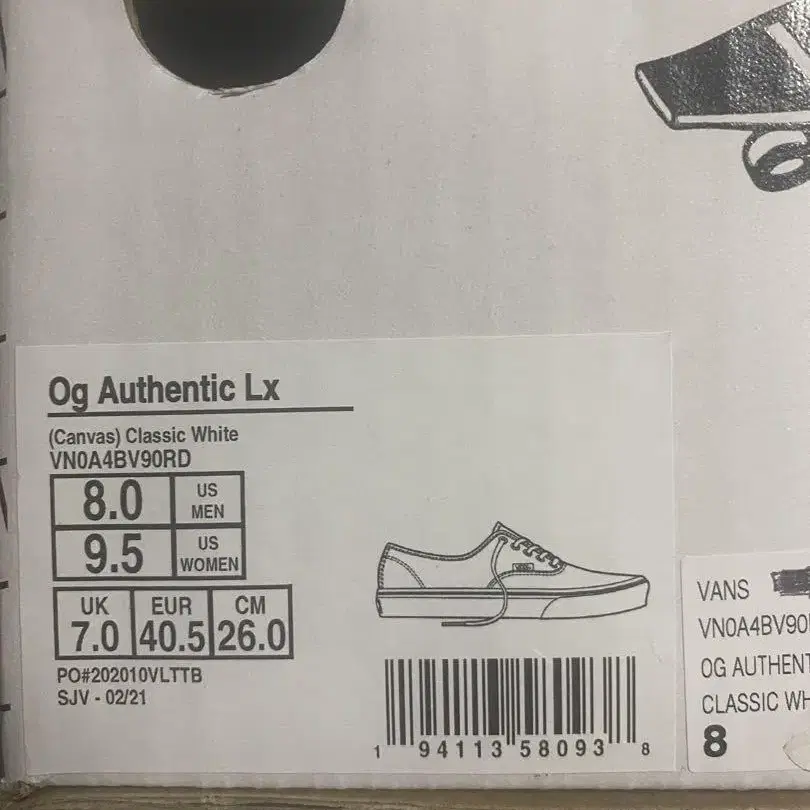 Og Authentic Lx
(Canvas) Classic White
VN0A4BV90RD
8.0 US MEN
9.5 US WOMEN
UK EUR CM
7.0 40.5 26.0
PO#202010VLTTB
SJV - 02/21
1 94113 58093 8
VANS
VN0A4BV90
OG AUTHENT
CLASSIC WH
8